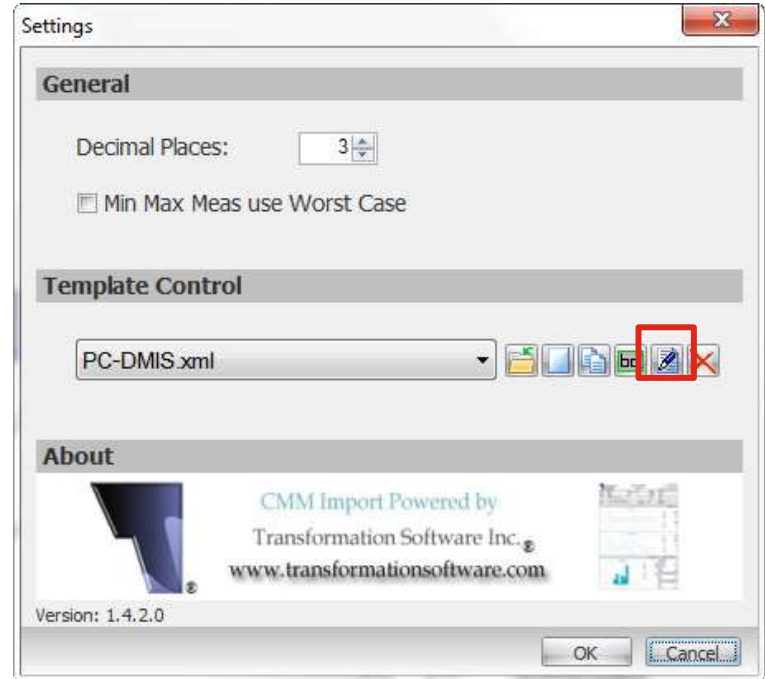 Settings
General
Decimal Places: 3
Min Max Meas use Worst Case
Template Control
PC-DMIS.xml
About
CMM Import Powered by
Transformation Software Inc.®
®
www.transformationsoftware.com
Version: 1.4.2.0
OK Cancel